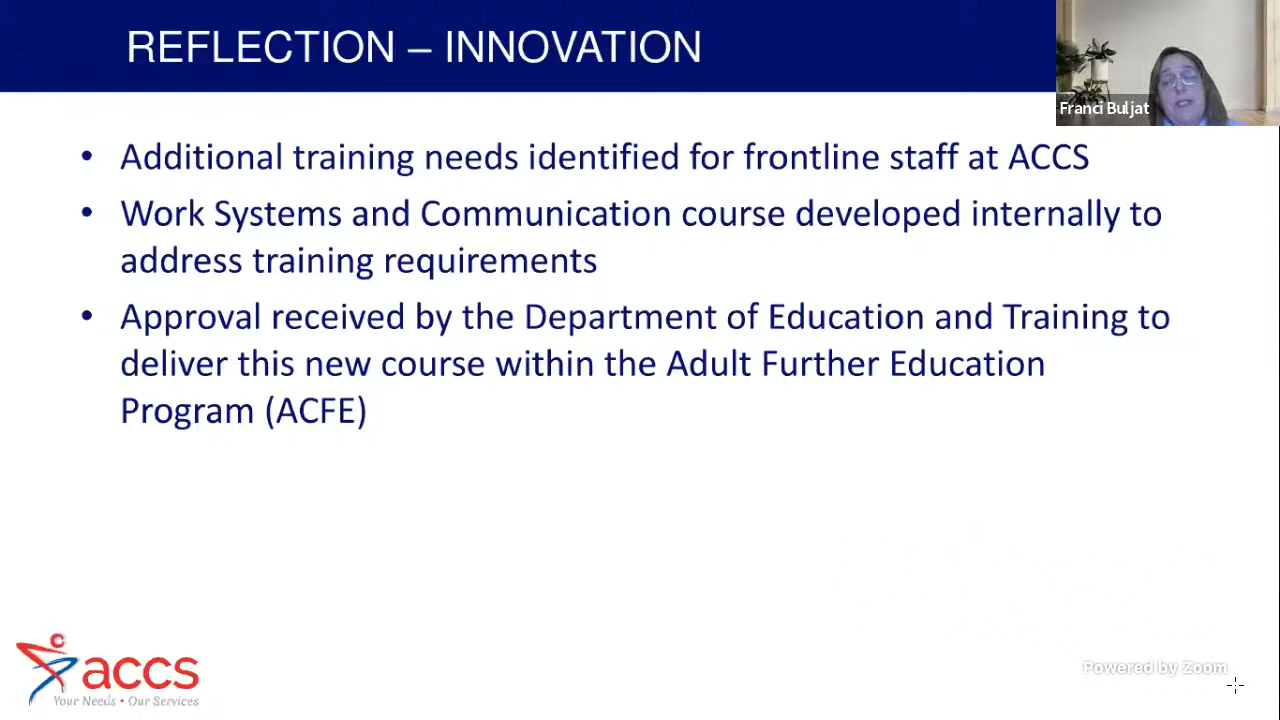 REFLECTION – INNOVATION
Franci Buljat
• Additional training needs identified for frontline staff at ACCS
• Work Systems and Communication course developed internally to
address training requirements
• Approval received by the Department of Education and Training to
deliver this new course within the Adult Further Education
Program (ACFE)
accs
Your Needs • Our Services
Powered by Zoom